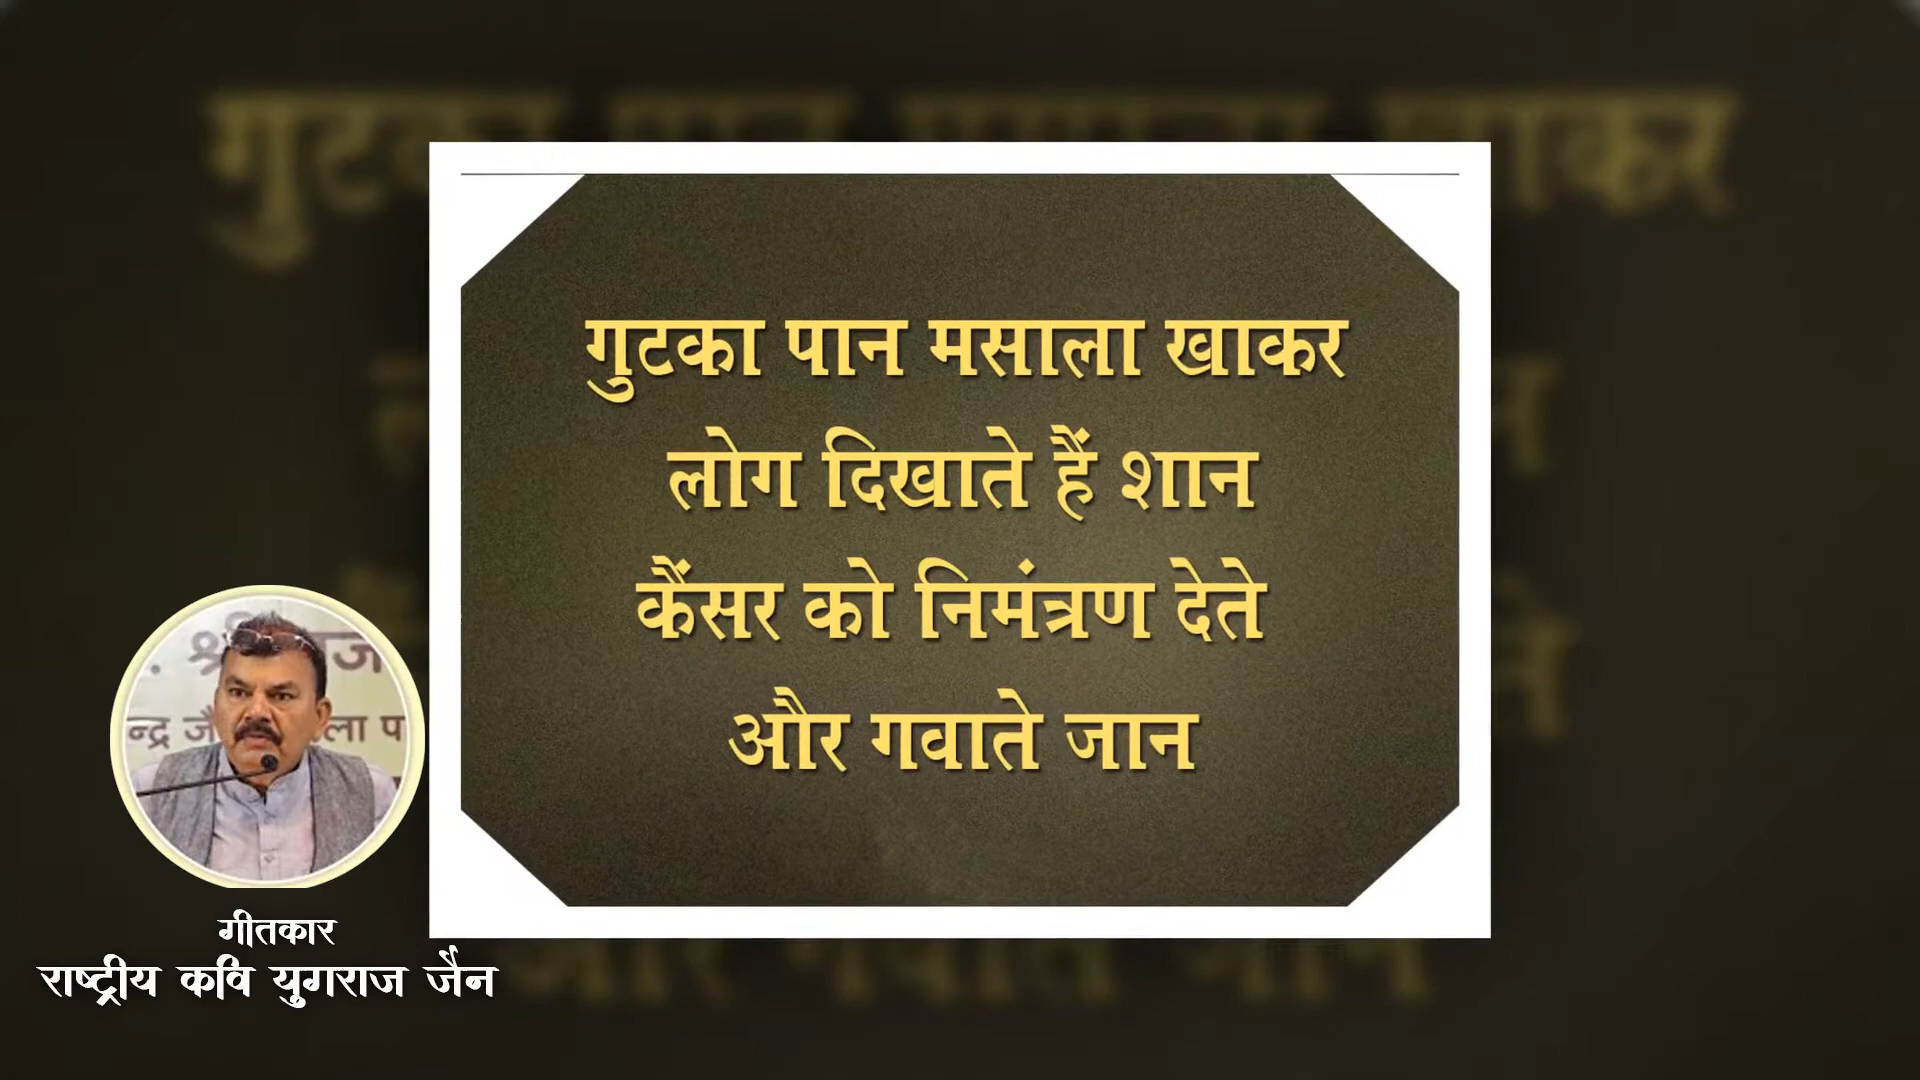 गुटका पान मसाला खाकर
लोग दिखाते हैं शान
कैंसर को निमंत्रण देते
और गवाते जान
गीतकार
राष्ट्रीय कवि युगराज जैन